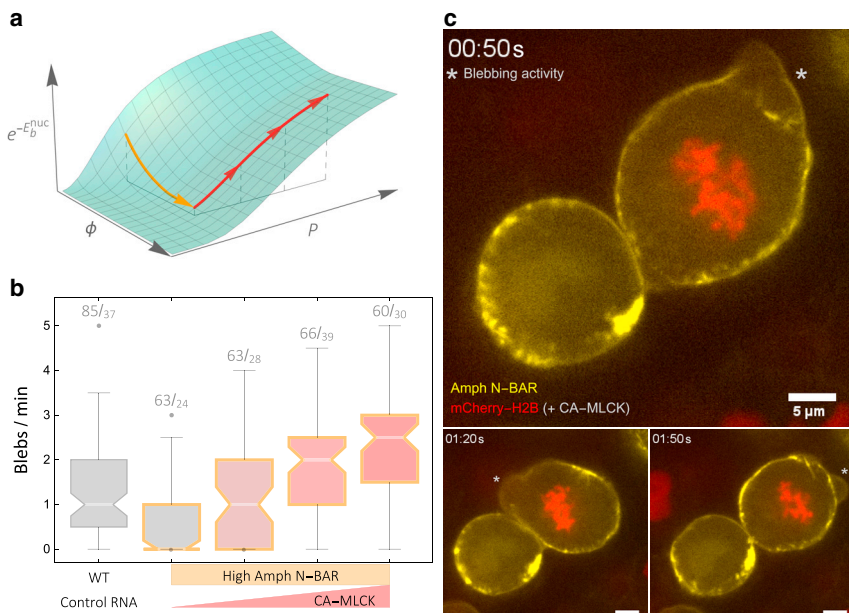 a
e^{-E_b^{nuc}}
ϕ
P
b
Blebs / min
5
4
3
2
1
0
85/37
63/24
63/28
66/39
60/30
WT
High Amph N-BAR
Control RNA
CA-MLCK
c
00:50s
* Blebbing activity
*
Amph N-BAR
mCherry-H2B (+ CA-MLCK)
5 µm
01:20s
*
01:50s
*